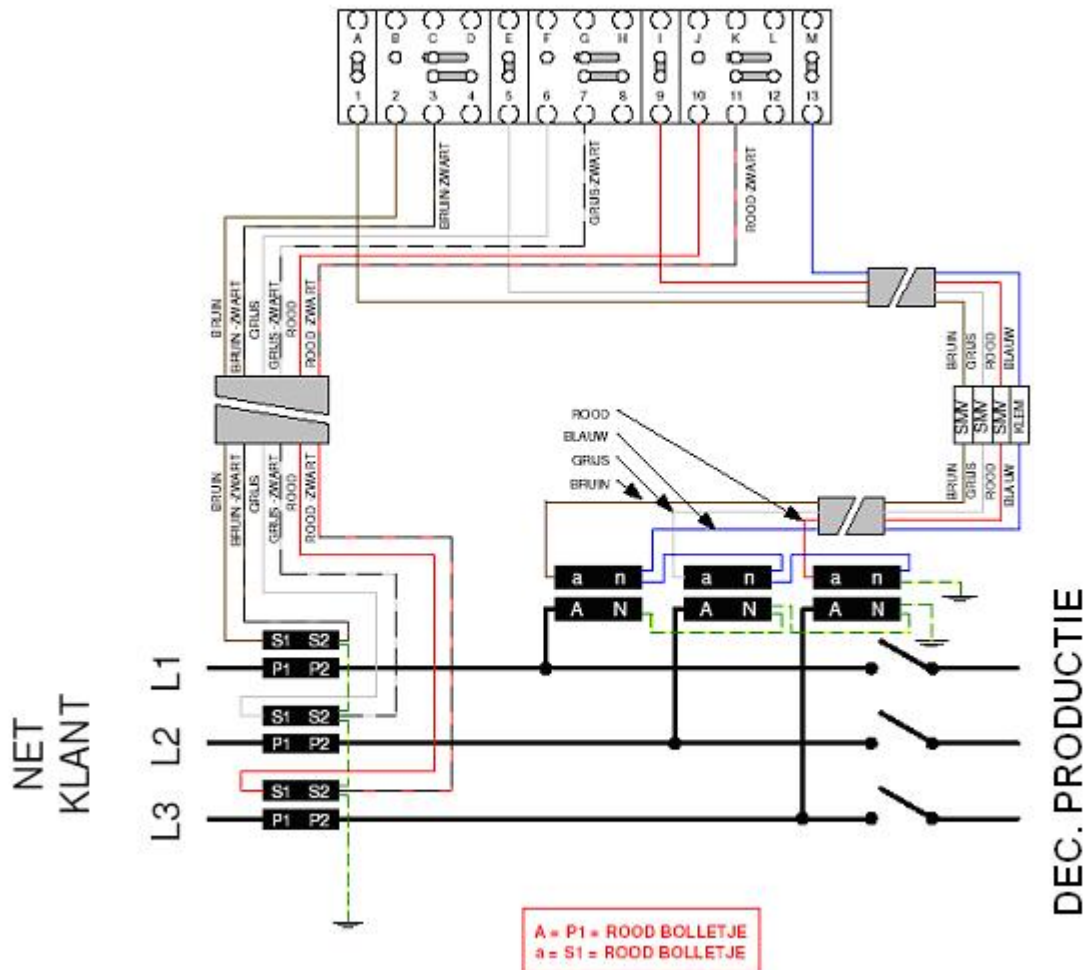 A B C D E F G H I J K L M
1 2 3 4 5 6 7 8 9 10 11 12 13
BRUIN-ZWART
GRIJS-ZWART
ROOD-ZWART
BRUIN
BRUIN-ZWART
GRIJS
GRIJS-ZWART
ROOD
ROOD-ZWART
BRUIN
GRIJS
ROOD
BLAUW
SMN
SMN
SMN
KLEM
ROOD
BLAUW
GRIJS
BRUIN
BRUIN
BRUIN-ZWART
GRIJS
GRIJS-ZWART
ROOD
ROOD-ZWART
BRUIN
GRIJS
ROOD
BLAUW
a n a n a n
A N A N A N
S1 S2
L1 P1 P2
S1 S2
L2 P1 P2
S1 S2
L3 P1 P2
NET
KLANT
DEC. PRODUCTIE
A = P1 = ROOD BOLLETJE
a = S1 = ROOD BOLLETJE